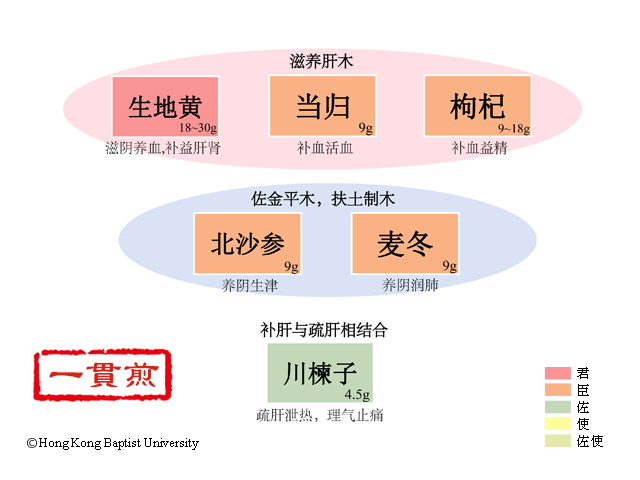 滋养肝木
生地黄
18~30g
滋阴养血,补益肝肾
当归
9g
补血活血
枸杞
9~18g
补血益精
佐金平木，扶土制木
北沙参
9g
养阴生津
麦冬
9g
养阴润肺
补肝与疏肝相结合
川楝子
4.5g
疏肝泄热，理气止痛
一貫煎
©Hong Kong Baptist University
君
臣
佐
使
佐使